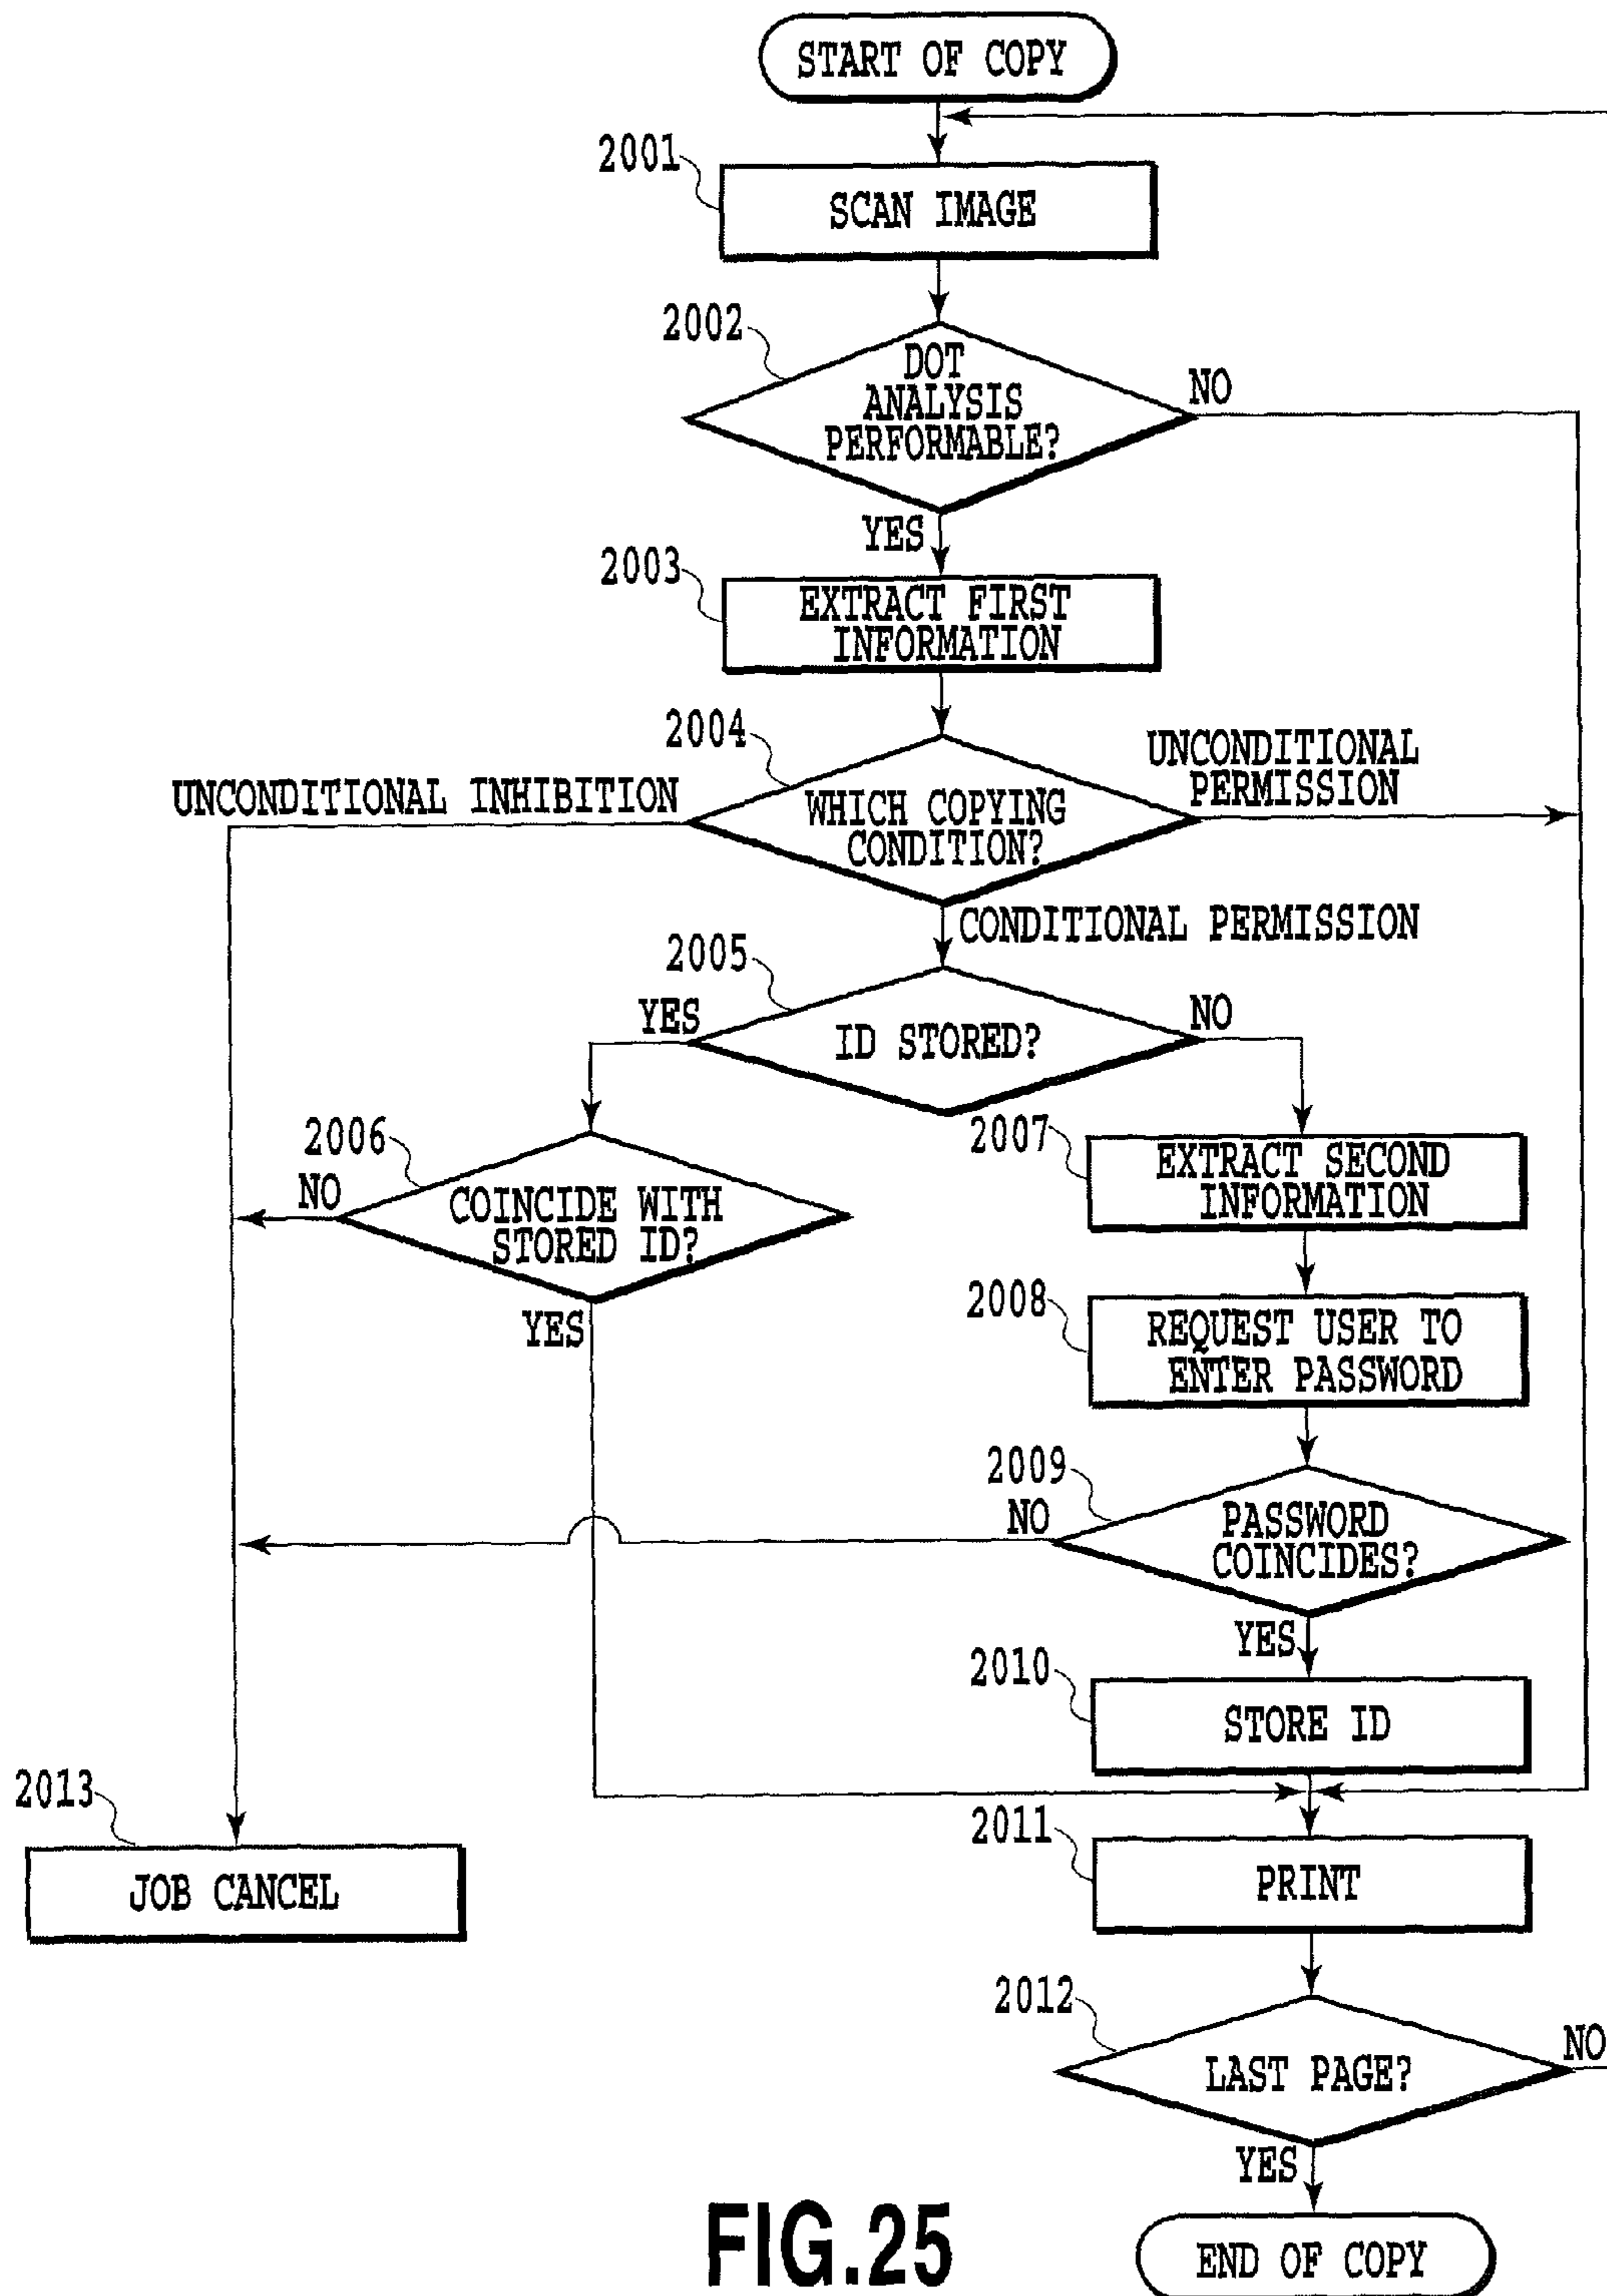 START OF COPY
2001
SCAN IMAGE
2002
DOT
ANALYSIS
PERFORMABLE?
NO
YES
2003
EXTRACT FIRST
INFORMATION
2004
WHICH COPYING
CONDITION?
UNCONDITIONAL INHIBITION
UNCONDITIONAL
PERMISSION
CONDITIONAL PERMISSION
2005
ID STORED?
YES
NO
2006
COINCIDE WITH
STORED ID?
NO
YES
2007
EXTRACT SECOND
INFORMATION
2008
REQUEST USER TO
ENTER PASSWORD
2009
PASSWORD
COINCIDES?
NO
YES
2010
STORE ID
2013
JOB CANCEL
2011
PRINT
2012
LAST PAGE?
NO
YES
END OF COPY
FIG.25